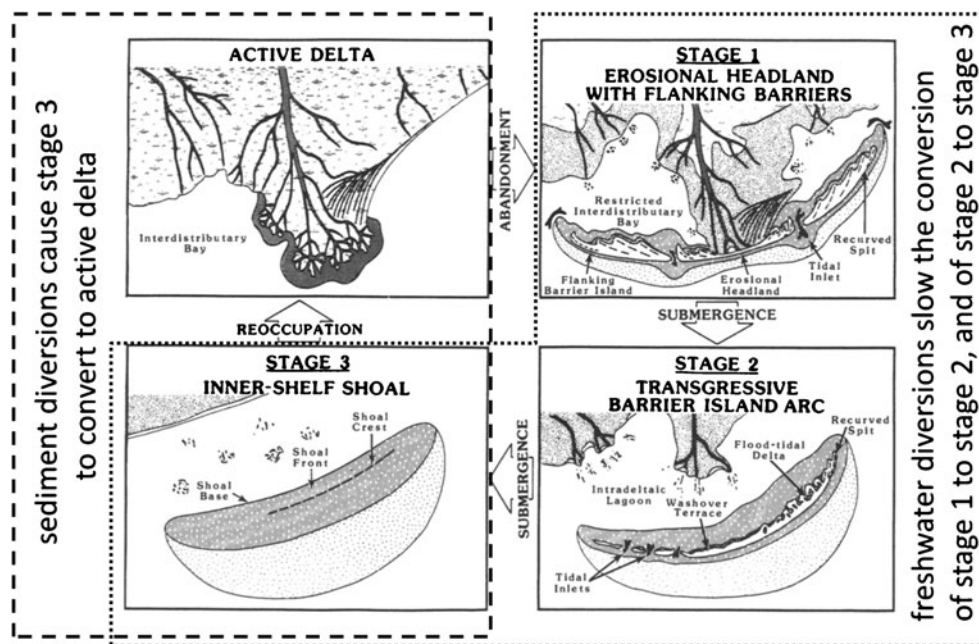 sediment diversions cause stage 3
to convert to active delta
ACTIVE DELTA
Interdistributary
Bay
ABANDONMENT
STAGE 1
EROSIONAL HEADLAND
WITH FLANKING BARRIERS
Restricted
Interdistributary
Bay
Flanking
Barrier Island
Erosional
Headland
Tidal
Inlet
Recurved
Spit
REOCCUPATION
SUBMERGENCE
STAGE 3
INNER-SHELF SHOAL
Shoal
Crest
Shoal
Front
Shoal
Base
SUBMERGENCE
STAGE 2
TRANSGRESSIVE
BARRIER ISLAND ARC
Recurved
Spit
Flood-tidal
Delta
Intradeltaic
Lagoon
Washover
Terrace
Tidal
Inlets
freshwater diversions slow the conversion
of stage 1 to stage 2, and of stage 2 to stage 3